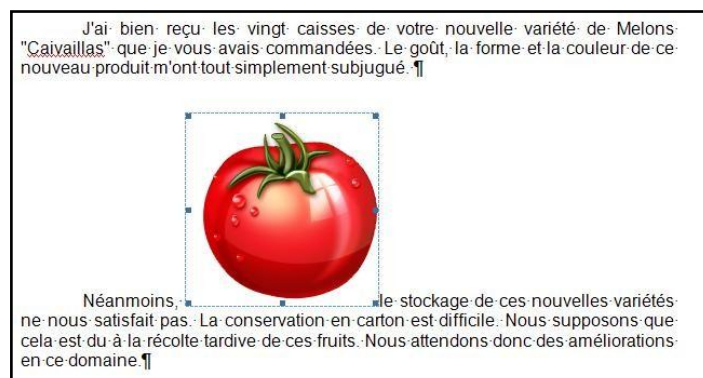 J'ai bien reçu les vingt caisses de votre nouvelle variété de Melons
"Caivaillas" que je vous avais commandées. Le goût, la forme et la couleur de ce
nouveau produit m'ont tout simplement subjugué. ¶
Néanmoins, le stockage de ces nouvelles variétés
ne nous satisfait pas. La conservation en carton est difficile. Nous supposons que
cela est du à la récolte tardive de ces fruits. Nous attendons donc des améliorations
en ce domaine.¶